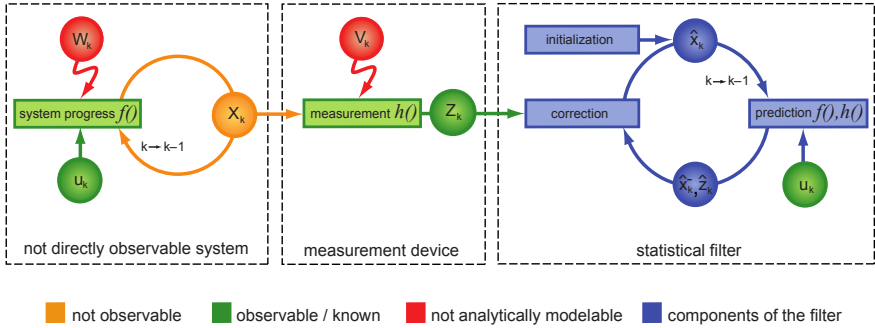 W_k
V_k
initialization
x̂_k
k→k–1
system progress f()
X_k
measurement h()
Z_k
correction
prediction f(),h()
k→k–1
u_k
x̂_k^-,ẑ_k
u_k
not directly observable system
measurement device
statistical filter
not observable
observable / known
not analytically modelable
components of the filter